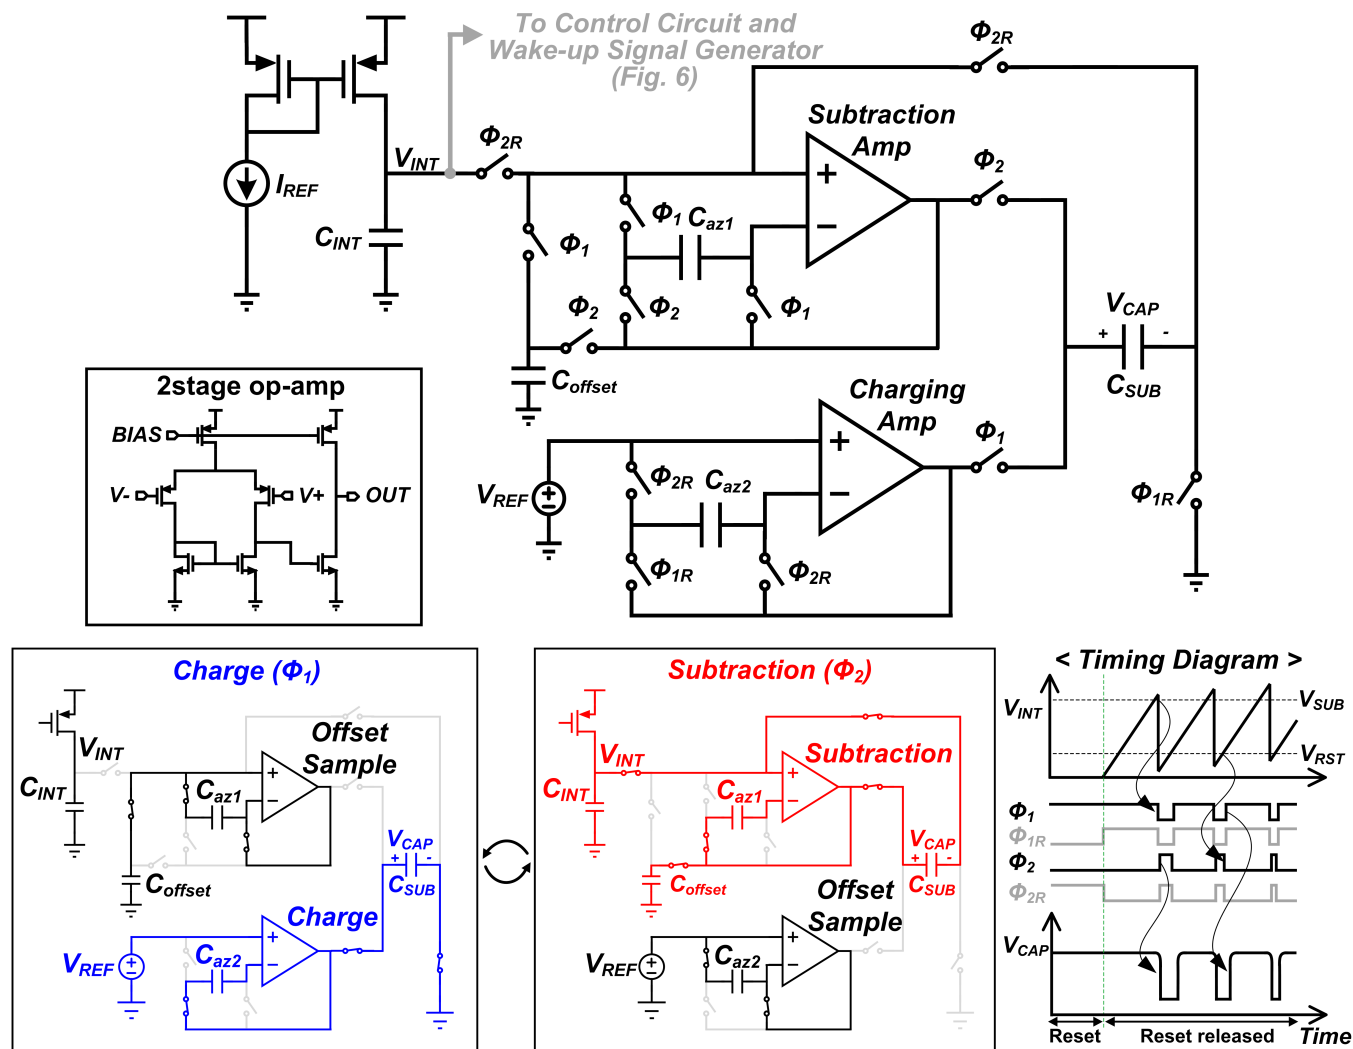 To Control Circuit and
Wake-up Signal Generator
(Fig. 6)
Φ2R
Subtraction
Amp
+
−
Φ2R
VINT
IREF
CINT
Φ1
Φ1
Caz1
Φ2
Φ2
Φ1
Φ2
Coffset
VCAP
+ -
CSUB
2stage op-amp
BIAS
V-
V+
OUT
Charging
Amp
+
−
Φ1
VREF
Φ2R
Caz2
Φ1R
Φ2R
Φ1R
Charge (Φ1)
VINT
CINT
Offset
Sample
+
−
Caz1
Coffset
VCAP
+ -
CSUB
Charge
+
−
VREF
Caz2
Subtraction (Φ2)
VINT
CINT
Subtraction
+
−
Caz1
Coffset
VCAP
+ -
CSUB
Offset
Sample
+
−
VREF
Caz2
< Timing Diagram >
VINT
VSUB
VRST
Φ1
Φ1R
Φ2
Φ2R
VCAP
Reset
Reset released
Time